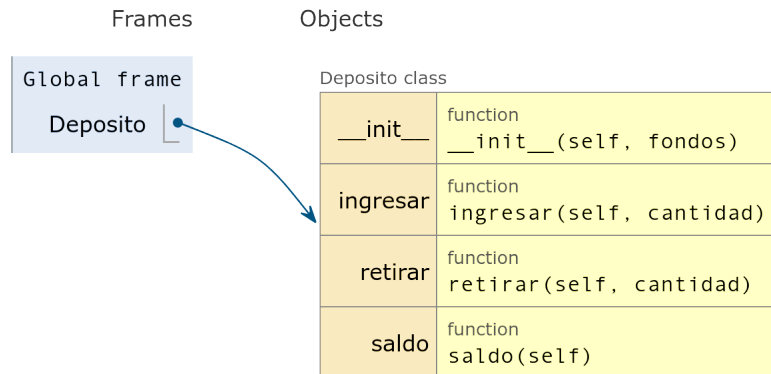 Frames
Objects
Global frame
Deposito
Deposito class
__init__
function
__init__(self, fondos)
ingresar
function
ingresar(self, cantidad)
retirar
function
retirar(self, cantidad)
saldo
function
saldo(self)